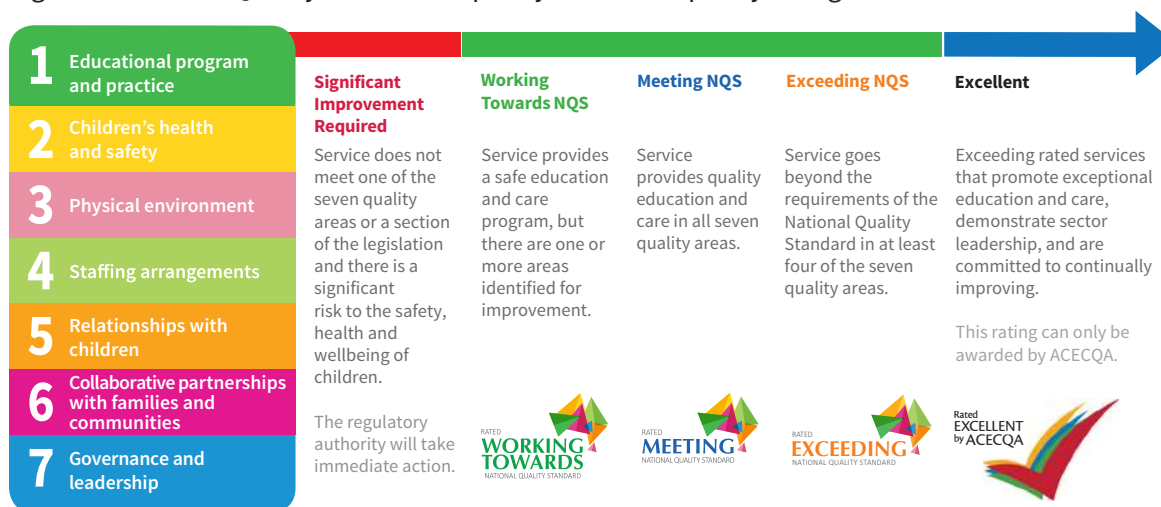 1 Educational program
and practice
2 Children's health
and safety
3 Physical environment
4 Staffing arrangements
5 Relationships with
children
6 Collaborative partnerships
with families and
communities
7 Governance and
leadership
Significant
Improvement
Required
Service does not
meet one of the
seven quality
areas or a section
of the legislation
and there is a
significant
risk to the safety,
health and
wellbeing of
children.
The regulatory
authority will take
immediate action.
Working
Towards NQS
Service provides
a safe education
and care
program, but
there are one or
more areas
identified for
improvement.
RATED
WORKING
TOWARDS
NATIONAL QUALITY STANDARD
Meeting NQS
Service
provides quality
education and
care in all seven
quality areas.
RATED
MEETING
NATIONAL QUALITY STANDARD
Exceeding NQS
Service goes
beyond the
requirements of the
National Quality
Standard in at least
four of the seven
quality areas.
RATED
EXCEEDING
NATIONAL QUALITY STANDARD
Excellent
Exceeding rated services
that promote exceptional
education and care,
demonstrate sector
leadership, and are
committed to continually
improving.
This rating can only be
awarded by ACECQA.
Rated
EXCELLENT
by ACECQA